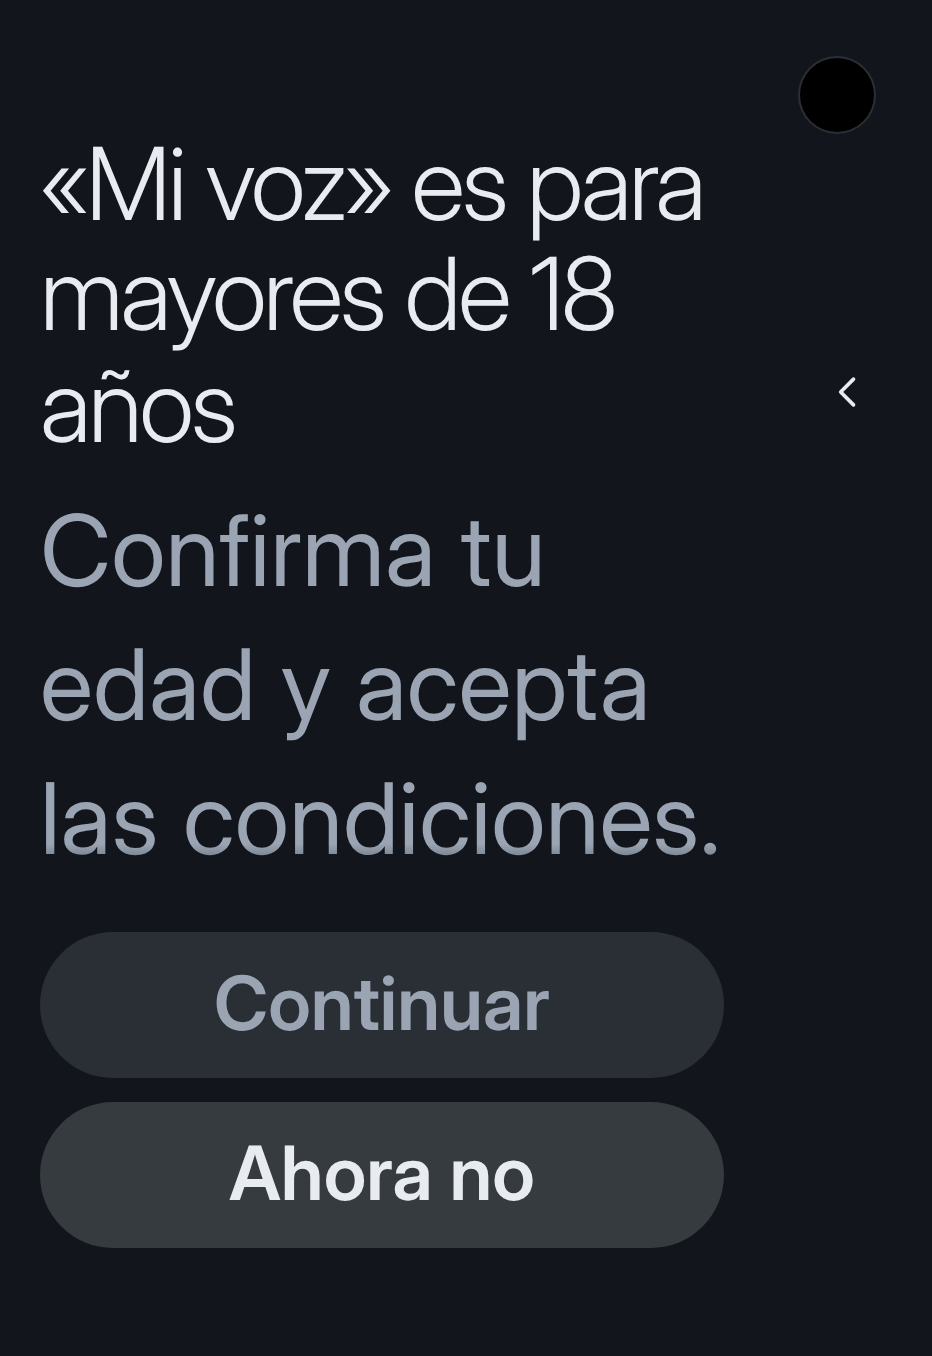 «Mi voz» es para
mayores de 18
años
Confirma tu
edad y acepta
las condiciones.
Continuar
Ahora no